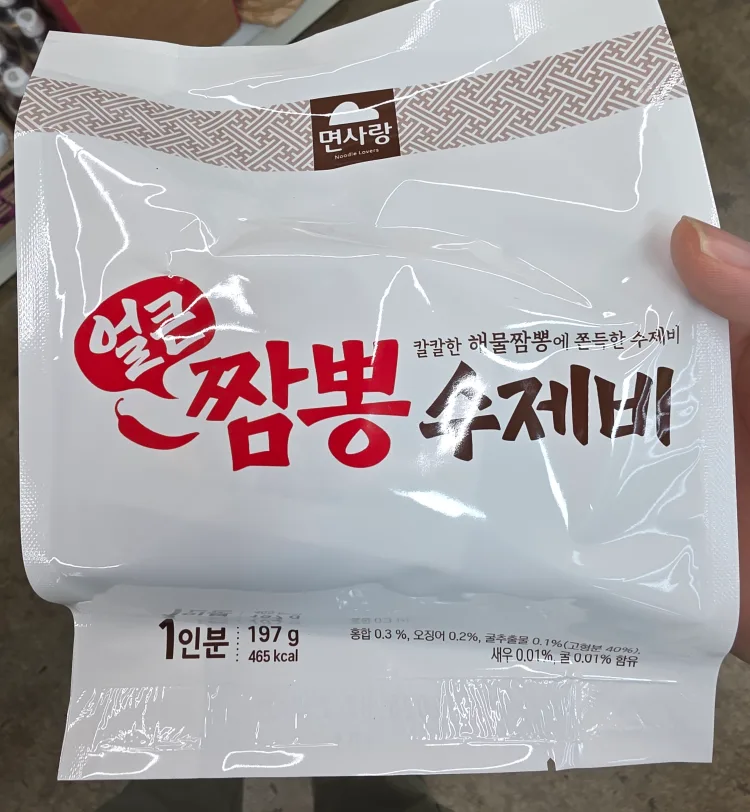 면사랑
Noodle Lovers
얼큰
짬뽕 수제비
칼칼한 해물짬뽕에 쫀득한 수제비
1인분 197 g
465 kcal
홍합 0.3 %, 오징어 0.2%, 굴추출물 0.1%(고형분 40%),
새우 0.01%, 굴 0.01% 함유